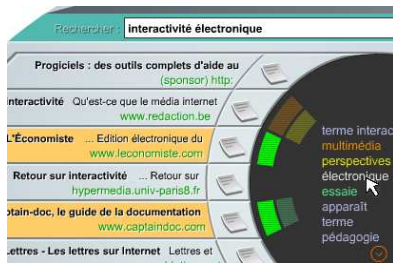 Rechercher : interactivité électronique
Progiciels : des outils complets d'aide au
(sponsor) http:
nteractivité Qu'est-ce que le média internet
www.redaction.be
L'Économiste ... Edition électronique du
www.leconomiste.com
Retour sur interactivité ... Retour sur
hypermedia.univ-paris8.fr
ptain-doc, le guide de la documentation
www.captaindoc.com
Lettres - Les lettres sur Internet Lettres et
terme interac
multimédia
perspectives
électronique
essaie
apparaît
terme
pédagogie